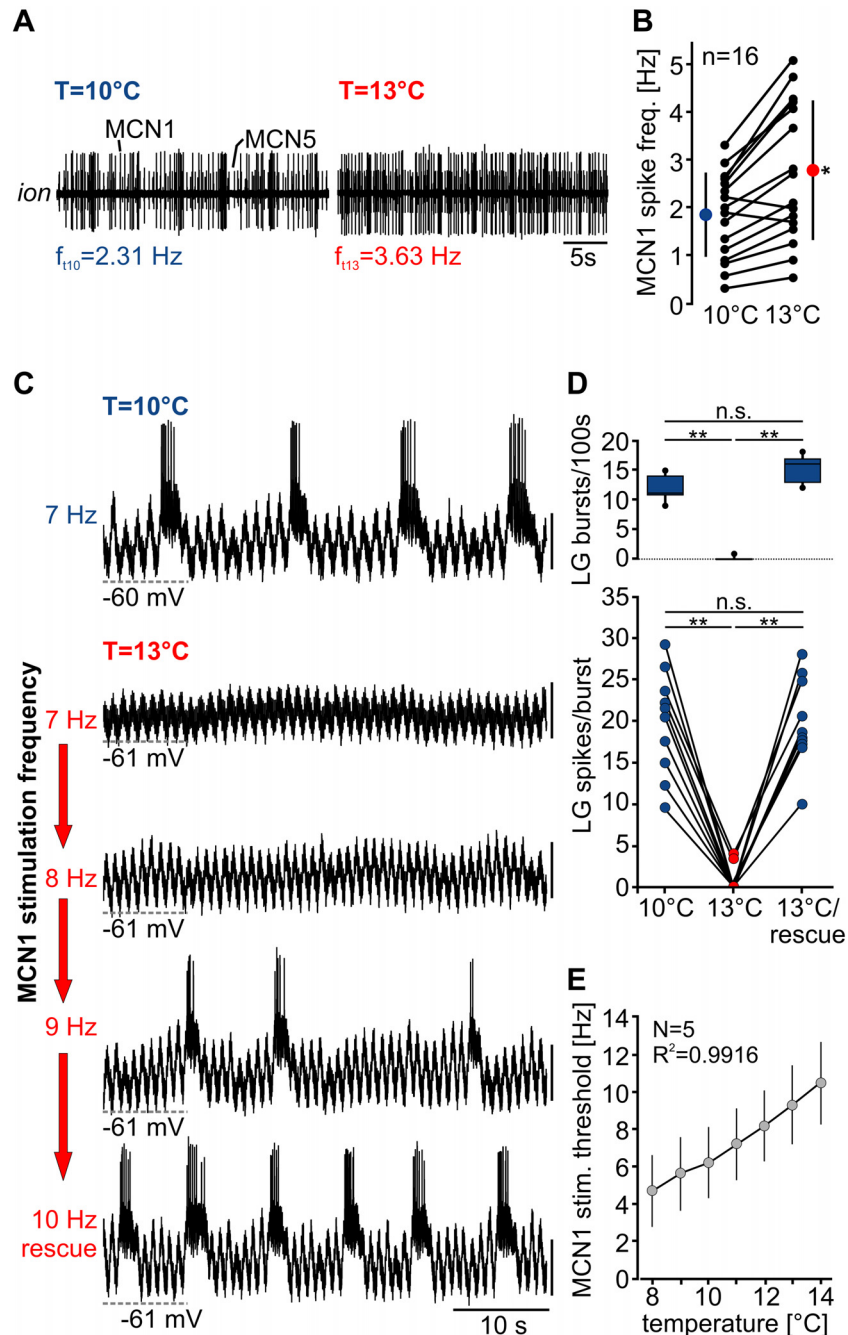 A
T=10°C
T=13°C
MCN1
MCN5
ion
f_t10=2.31 Hz
f_t13=3.63 Hz
5s
B
n=16
MCN1 spike freq. [Hz]
5
4
3
2
1
0
*
10°C 13°C
C
T=10°C
7 Hz
-60 mV
T=13°C
MCN1 stimulation frequency
7 Hz
-61 mV
8 Hz
-61 mV
9 Hz
-61 mV
10 Hz
rescue
-61 mV
10 s
D
n.s.
** **
LG bursts/100s
20
15
10
5
0
n.s.
** **
LG spikes/burst
35
30
25
20
15
10
5
0
10°C 13°C 13°C/
rescue
E
N=5
R²=0.9916
MCN1 stim. threshold [Hz]
14
12
10
8
6
4
2
0
8 10 12 14
temperature [°C]